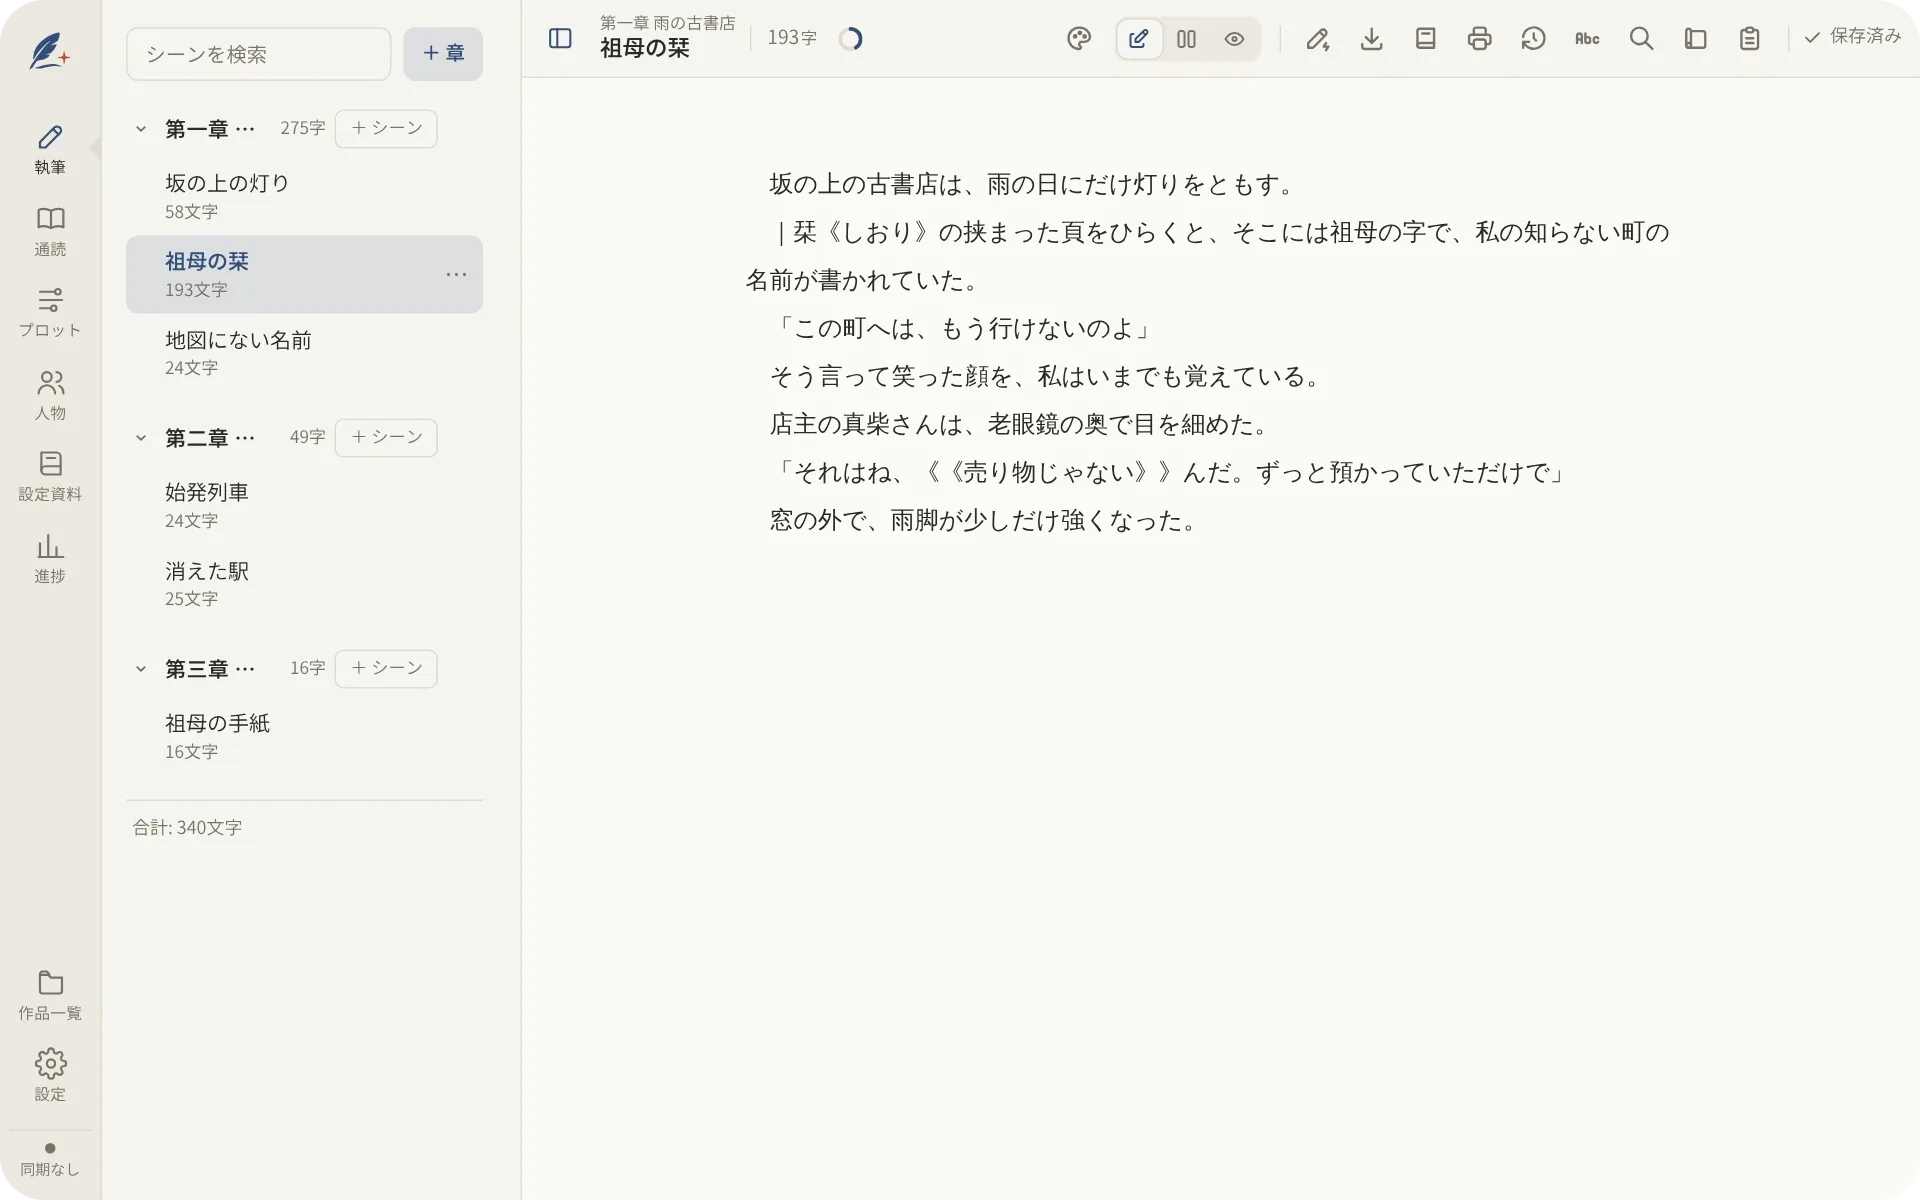 執筆
通読
プロット
人物
設定資料
進捗
作品一覧
設定
同期なし
シーンを検索
＋ 章
第一章 … 275字 ＋ シーン
坂の上の灯り
58文字
祖母の栞 …
193文字
地図にない名前
24文字
第二章 … 49字 ＋ シーン
始発列車
24文字
消えた駅
25文字
第三章 … 16字 ＋ シーン
祖母の手紙
16文字
合計: 340文字
第一章 雨の古書店
祖母の栞
193字
Abc
保存済み
坂の上の古書店は、雨の日にだけ灯りをともす。
｜栞《しおり》の挟まった頁をひらくと、そこには祖母の字で、私の知らない町の
名前が書かれていた。
「この町へは、もう行けないのよ」
そう言って笑った顔を、私はいまでも覚えている。
店主の真柴さんは、老眼鏡の奥で目を細めた。
「それはね、《《売り物じゃない》》んだ。ずっと預かっていただけで」
窓の外で、雨脚が少しだけ強くなった。